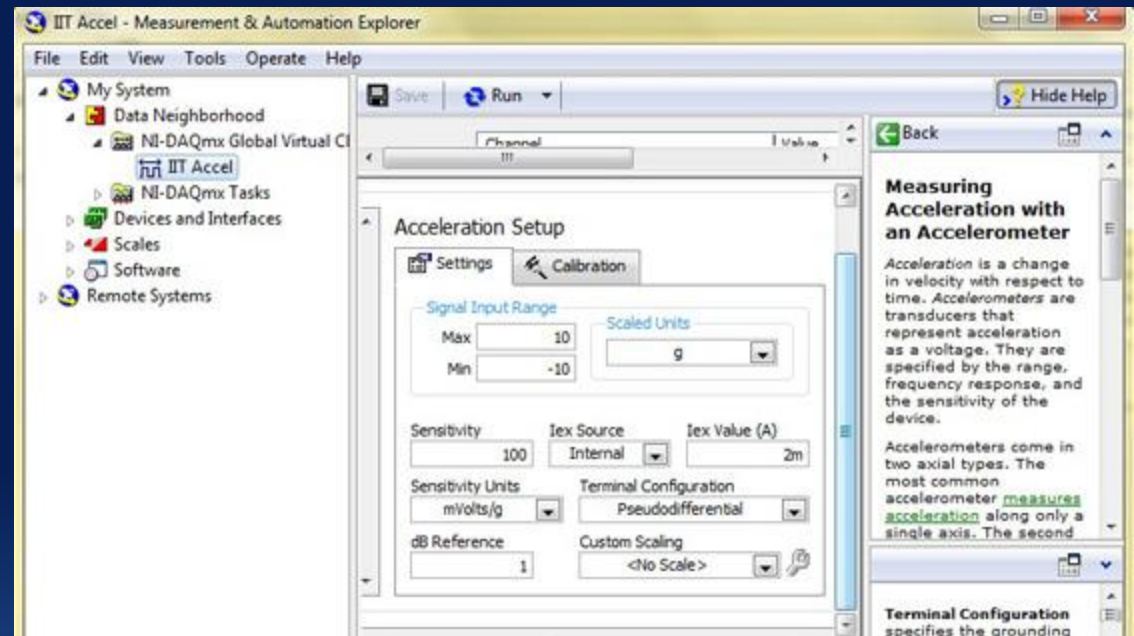 IIT Accel - Measurement & Automation Explorer
File Edit View Tools Operate Help
My System
Data Neighborhood
NI-DAQmx Global Virtual Cl
IIT Accel
NI-DAQmx Tasks
Devices and Interfaces
Scales
Software
Remote Systems
Save Run Hide Help
Channel Value
Acceleration Setup
Settings Calibration
Signal Input Range
Max 10
Min -10
Scaled Units
g
Sensitivity Iex Source Iex Value (A)
100 Internal 2m
Sensitivity Units Terminal Configuration
mVolts/g Pseudodifferential
dB Reference Custom Scaling
1 <No Scale>
Back
Measuring
Acceleration with
an Accelerometer
Acceleration is a change
in velocity with respect to
time. Accelerometers are
transducers that
represent acceleration
as a voltage. They are
specified by the range,
frequency response, and
the sensitivity of the
device.
Accelerometers come in
two axial types. The
most common
accelerometer measures
acceleration along only a
single axis. The second
Terminal Configuration
specifies the grounding